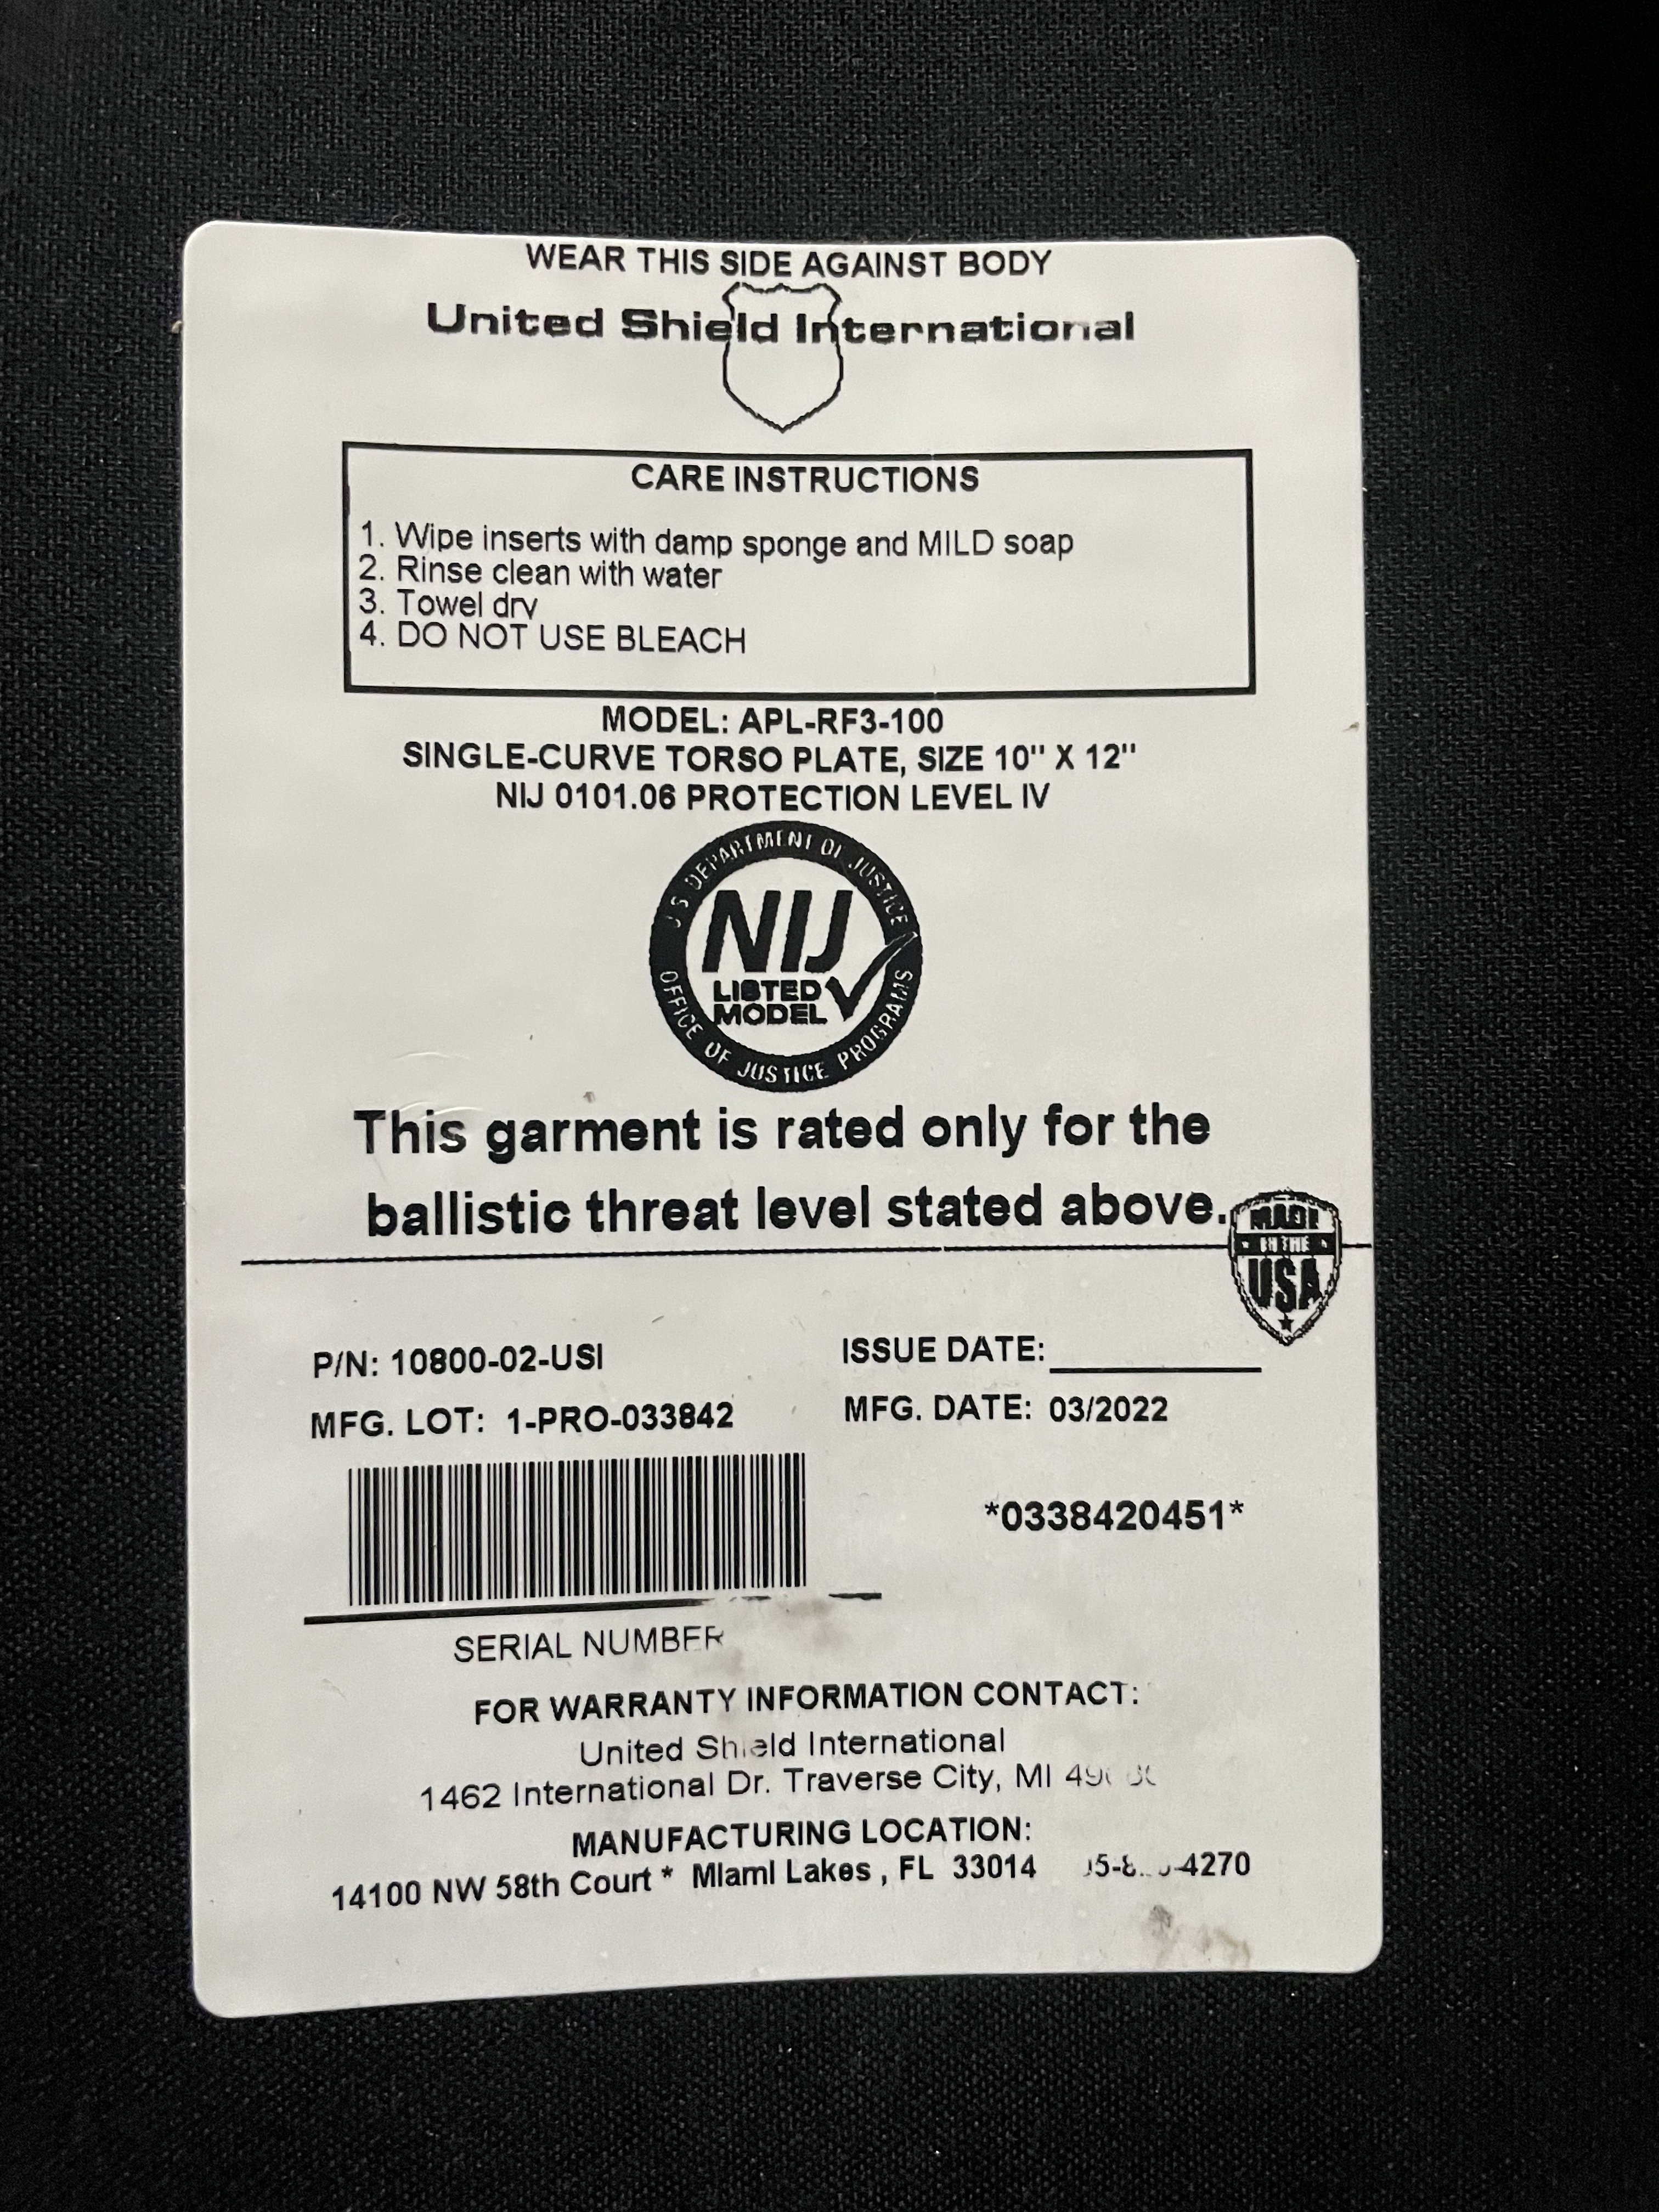 WEAR THIS SIDE AGAINST BODY
United Shield International
CARE INSTRUCTIONS
1. Wipe inserts with damp sponge and MILD soap
2. Rinse clean with water
3. Towel dry
4. DO NOT USE BLEACH
MODEL: APL-RF3-100
SINGLE-CURVE TORSO PLATE, SIZE 10" X 12"
NIJ 0101.06 PROTECTION LEVEL IV
U S DEPARTMENT OF JUSTICE
NIJ
LISTED
MODEL
OFFICE OF JUSTICE PROGRAMS
This garment is rated only for the
ballistic threat level stated above.
MADE
IN THE
USA
P/N: 10800-02-USI
ISSUE DATE:
MFG. LOT: 1-PRO-033842
MFG. DATE: 03/2022
*0338420451*
SERIAL NUMBER
FOR WARRANTY INFORMATION CONTACT:
United Shield International
1462 International Dr. Traverse City, MI
MANUFACTURING LOCATION:
14100 NW 58th Court * MIamI Lakes , FL 33014